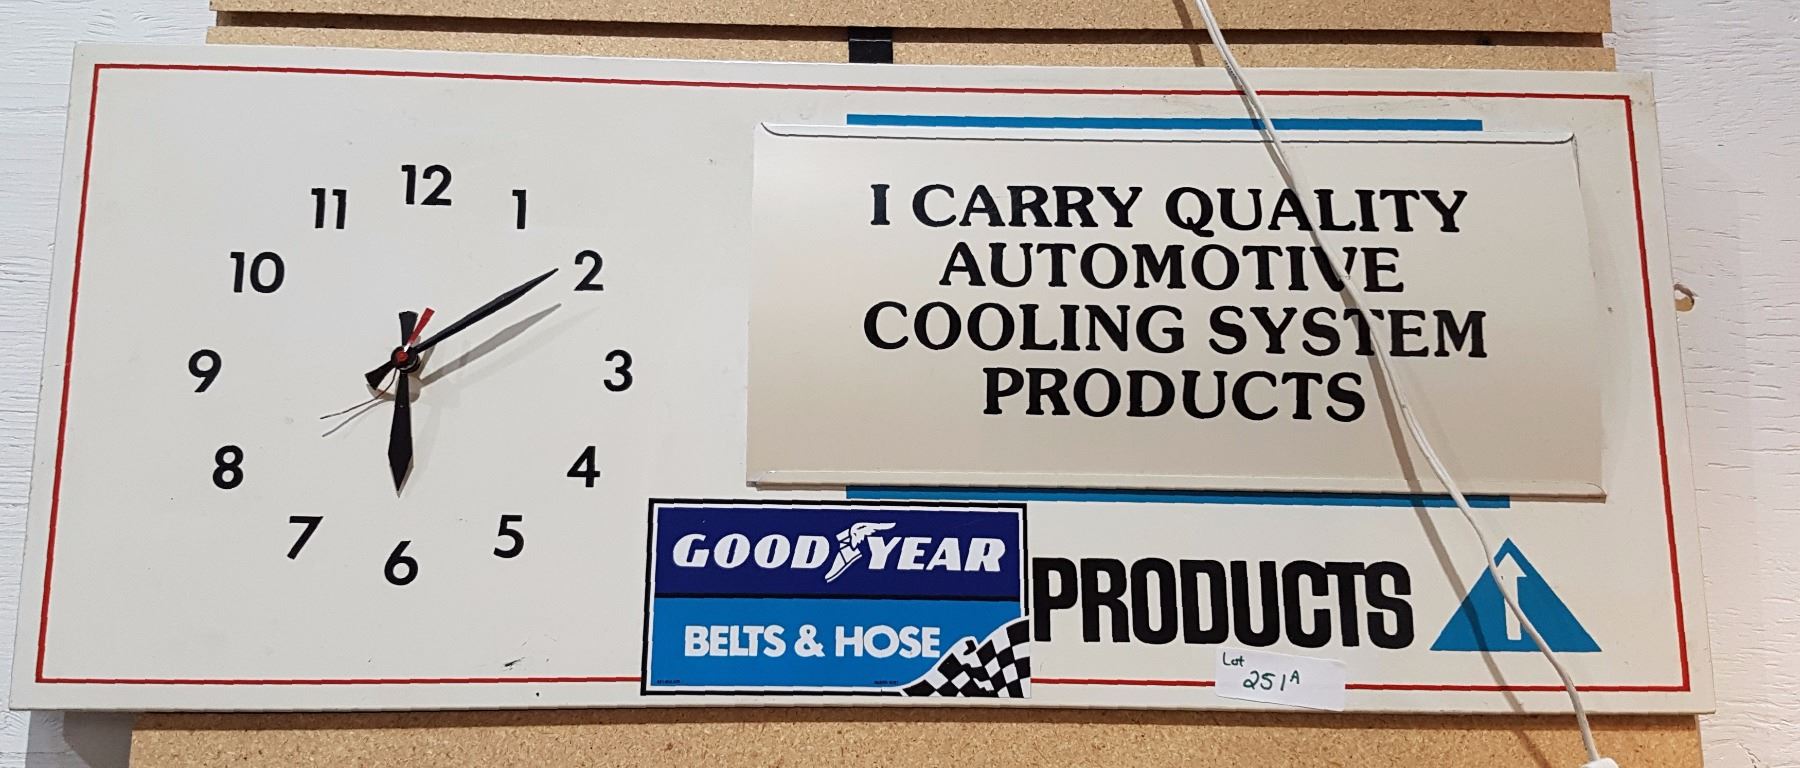 12
11
1
10
2
9
3
8
4
7
5
6
I CARRY QUALITY
AUTOMOTIVE
COOLING SYSTEM
PRODUCTS
GOODYEAR
BELTS & HOSE
PRODUCTS
Lot
251A